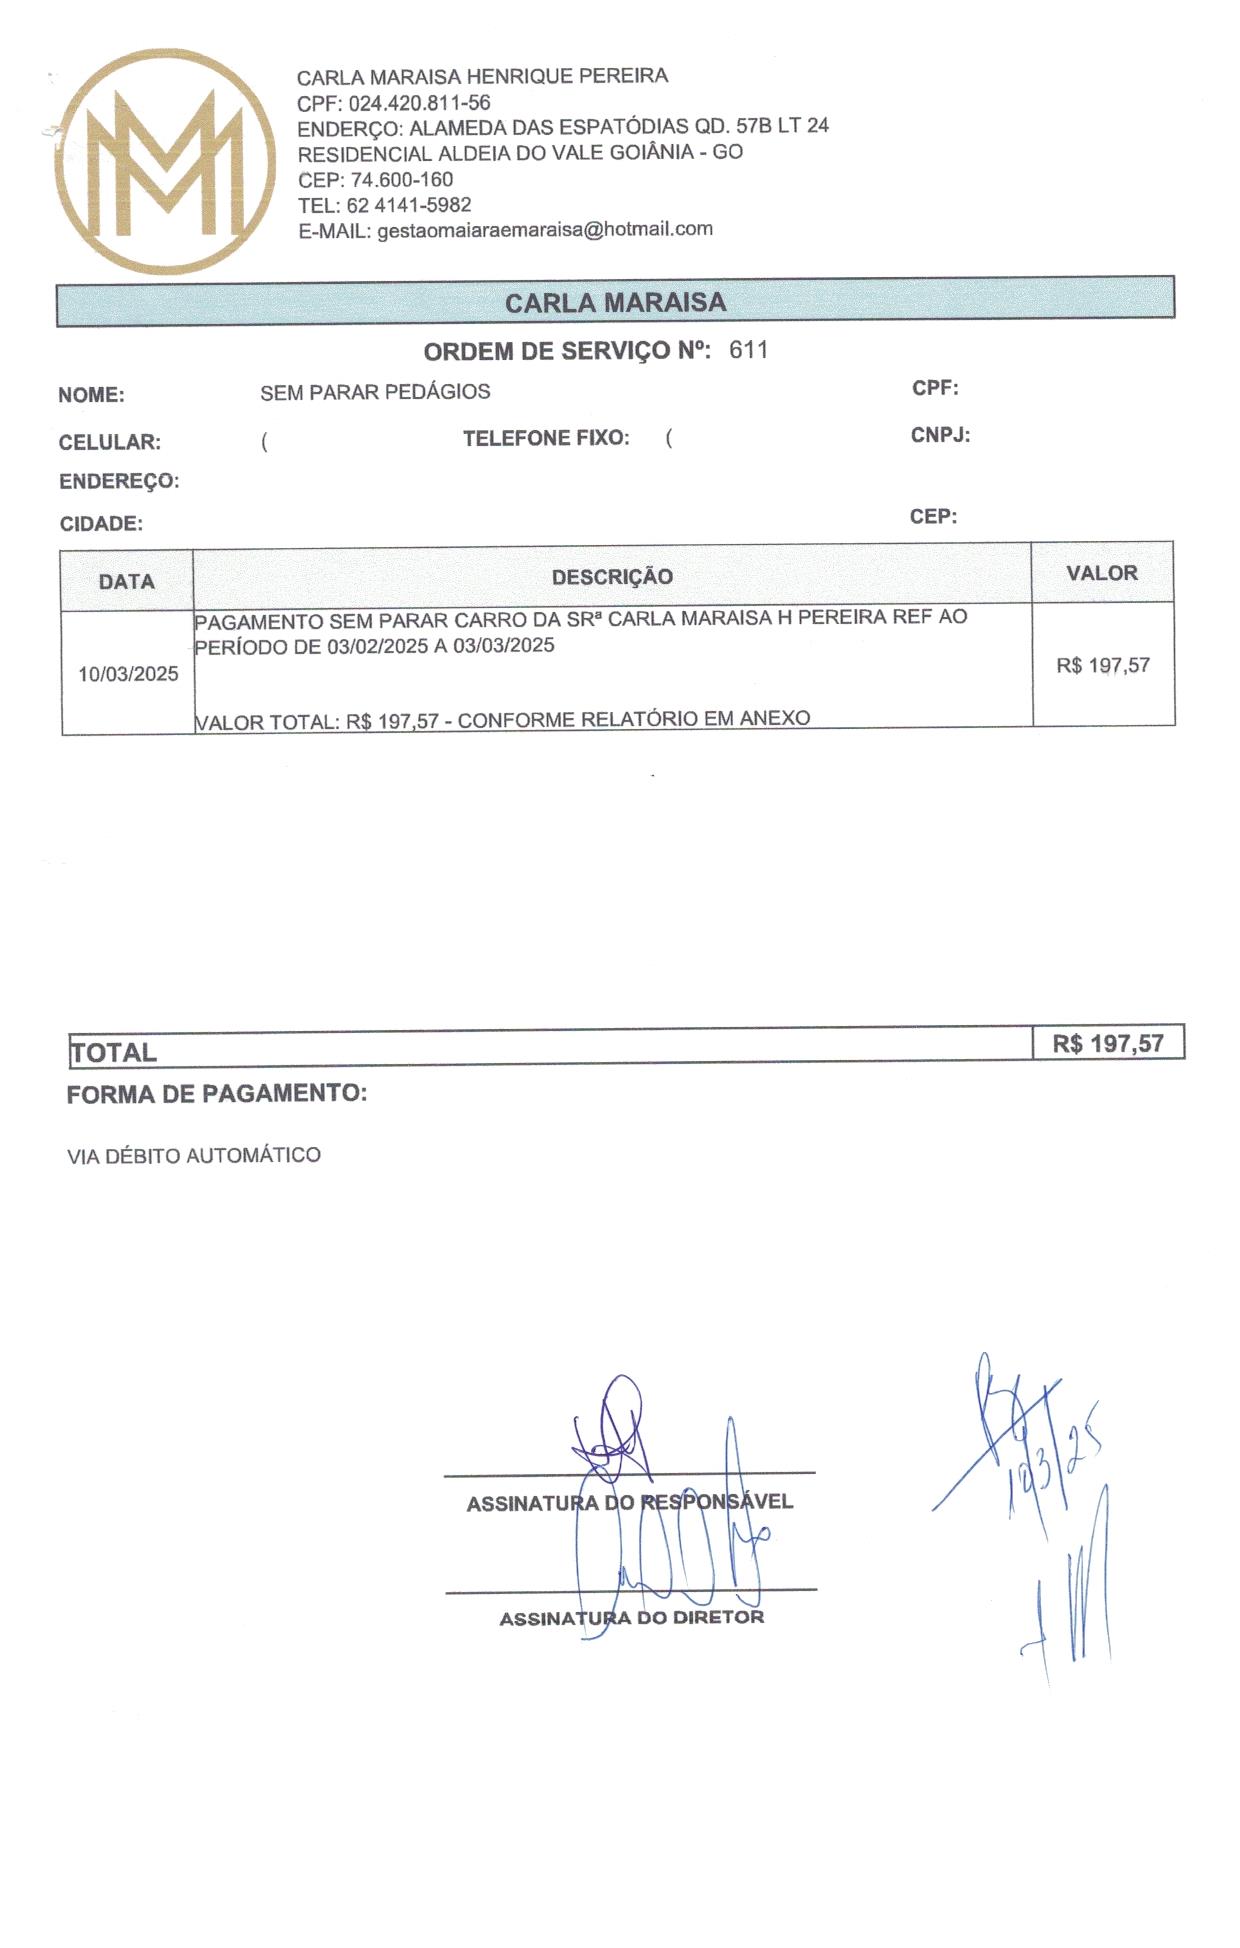 CARLA MARAISA HENRIQUE PEREIRA
CPF: 024.420.811-56
ENDERÇO: ALAMEDA DAS ESPATÓDIAS QD. 57B LT 24
RESIDENCIAL ALDEIA DO VALE GOIÂNIA - GO
CEP: 74.600-160
TEL: 62 4141-5982
E-MAIL: gestaomaiaraemaraisa@hotmail.com
CARLA MARAISA
ORDEM DE SERVIÇO Nº: 611
NOME: SEM PARAR PEDÁGIOS CPF:
CELULAR: ( TELEFONE FIXO: ( CNPJ:
ENDEREÇO:
CIDADE: CEP:
DATA DESCRIÇÃO VALOR
PAGAMENTO SEM PARAR CARRO DA SRª CARLA MARAISA H PEREIRA REF AO
PERÍODO DE 03/02/2025 A 03/03/2025
10/03/2025 R$ 197,57
VALOR TOTAL: R$ 197,57 - CONFORME RELATÓRIO EM ANEXO
TOTAL R$ 197,57
FORMA DE PAGAMENTO:
VIA DÉBITO AUTOMÁTICO
ASSINATURA DO RESPONSÁVEL
ASSINATURA DO DIRETOR